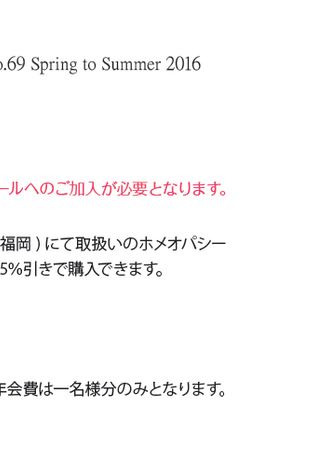 o.69 Spring to Summer 2016
ールへのご加入が必要となります。
福岡 ) にて取扱いのホメオパシー
5%引きで購入できます。
年会費は一名様分のみとなります。